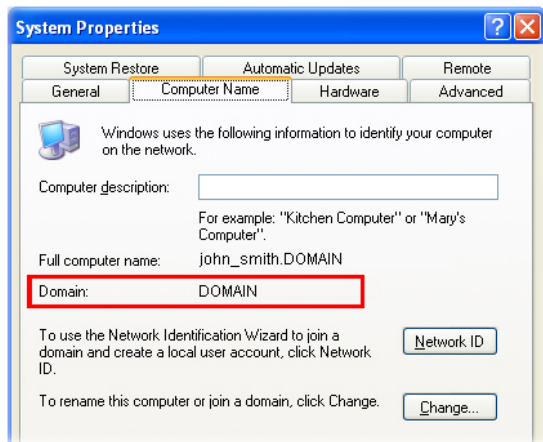 System Properties
System Restore Automatic Updates Remote
General Computer Name Hardware Advanced
Windows uses the following information to identify your computer
on the network.
Computer description:
For example: "Kitchen Computer" or "Mary's
Computer".
Full computer name: john_smith.DOMAIN
Domain: DOMAIN
To use the Network Identification Wizard to join a
domain and create a local user account, click Network
ID.
Network ID
To rename this computer or join a domain, click Change.
Change...